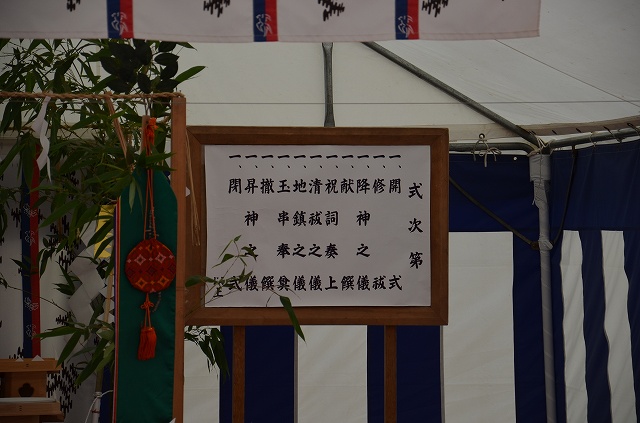 式次第
一、開式
一、修祓
一、降神之儀
一、献饌
一、祝詞奏上
一、清祓之儀
一、地鎮之儀
一、玉串奉奠
一、撤饌
一、昇神之儀
一、閉式